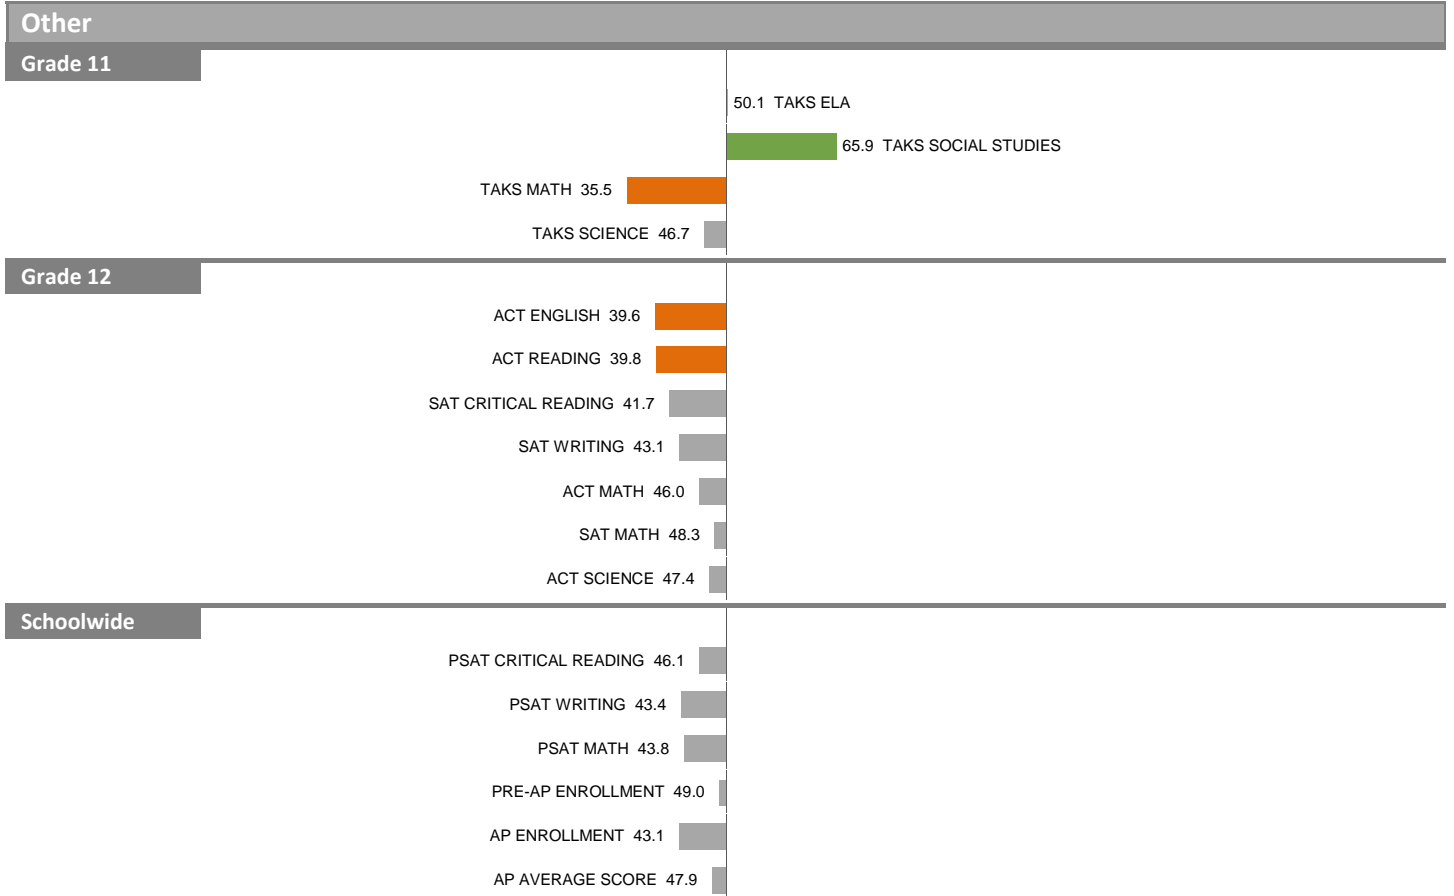 Other
Grade 11
50.1 TAKS ELA
65.9 TAKS SOCIAL STUDIES
TAKS MATH 35.5
TAKS SCIENCE 46.7
Grade 12
ACT ENGLISH 39.6
ACT READING 39.8
SAT CRITICAL READING 41.7
SAT WRITING 43.1
ACT MATH 46.0
SAT MATH 48.3
ACT SCIENCE 47.4
Schoolwide
PSAT CRITICAL READING 46.1
PSAT WRITING 43.4
PSAT MATH 43.8
PRE-AP ENROLLMENT 49.0
AP ENROLLMENT 43.1
AP AVERAGE SCORE 47.9